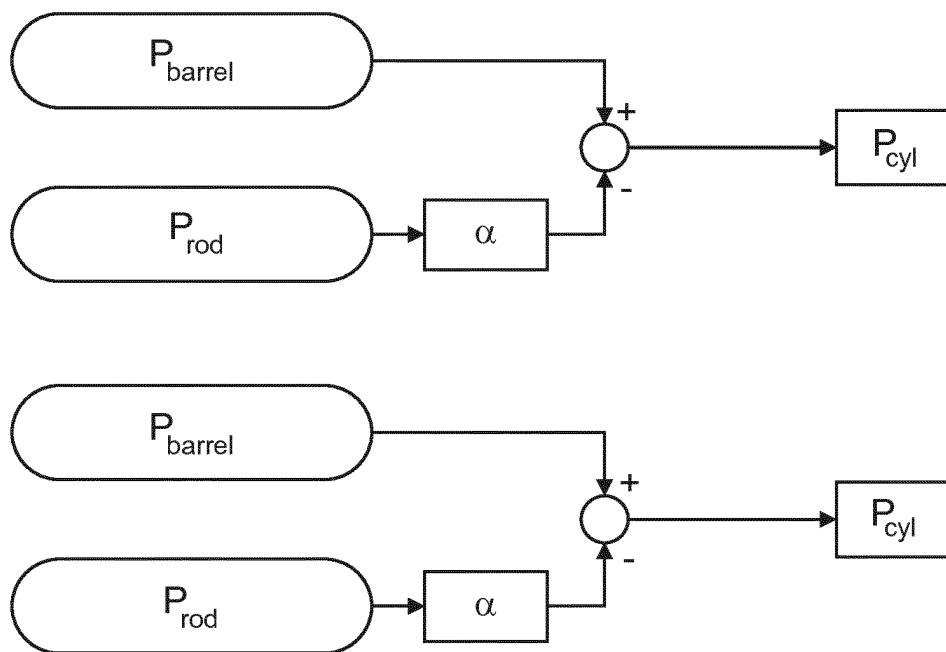 P_barrel
+
P_cyl
-
P_rod
α
P_barrel
+
P_cyl
-
P_rod
α